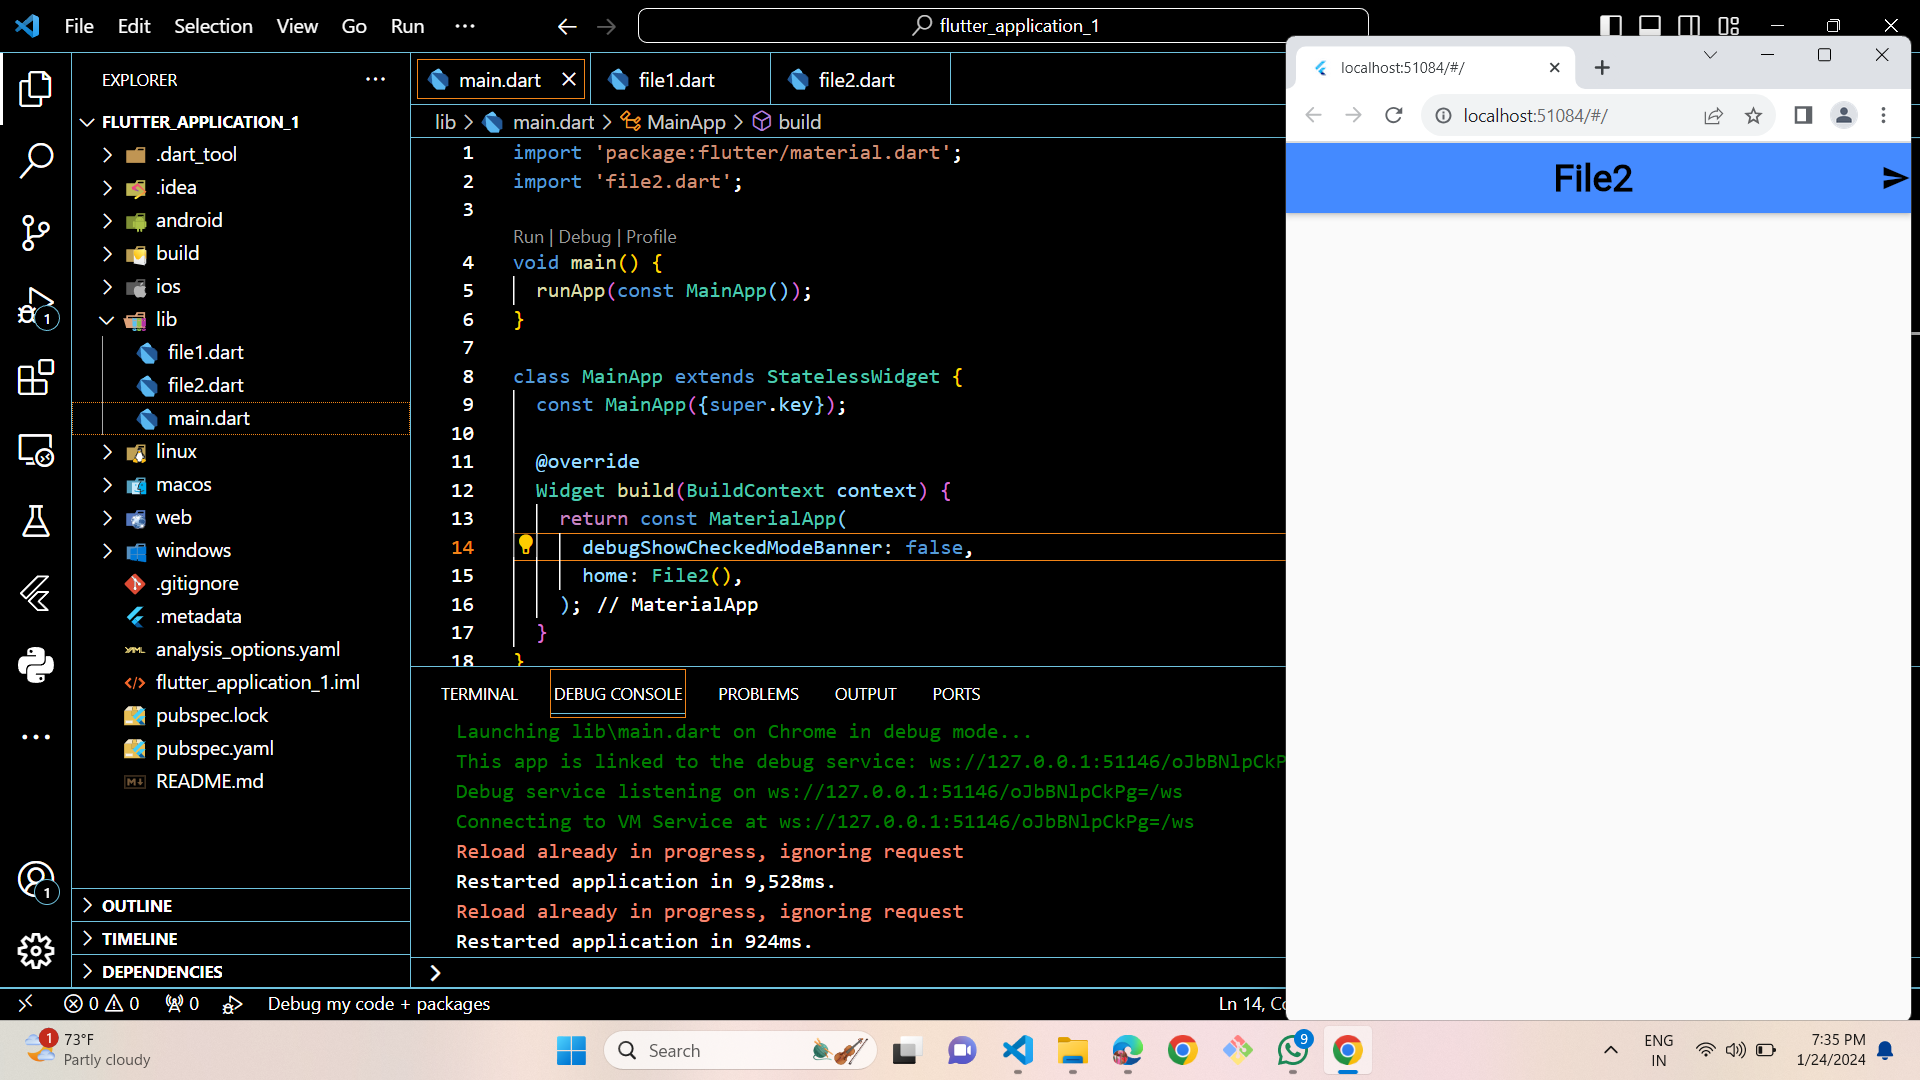 File Edit Selection View Go Run ...
flutter_application_1
EXPLORER ...
FLUTTER_APPLICATION_1
.dart_tool
.idea
android
build
ios
lib
file1.dart
file2.dart
main.dart
linux
macos
web
windows
.gitignore
.metadata
analysis_options.yaml
flutter_application_1.iml
pubspec.lock
pubspec.yaml
README.md
OUTLINE
TIMELINE
DEPENDENCIES
1
1
main.dart file1.dart file2.dart
lib > main.dart > MainApp > build
1 import 'package:flutter/material.dart';
2 import 'file2.dart';
3
Run | Debug | Profile
4 void main() {
5 runApp(const MainApp());
6 }
7
8 class MainApp extends StatelessWidget {
9 const MainApp({super.key});
10
11 @override
12 Widget build(BuildContext context) {
13 return const MaterialApp(
14 debugShowCheckedModeBanner: false,
15 home: File2(),
16 ); // MaterialApp
17 }
18 }
TERMINAL DEBUG CONSOLE PROBLEMS OUTPUT PORTS
Launching lib\main.dart on Chrome in debug mode...
This app is linked to the debug service: ws://127.0.0.1:51146/oJbBNlpCkP
Debug service listening on ws://127.0.0.1:51146/oJbBNlpCkPg=/ws
Connecting to VM Service at ws://127.0.0.1:51146/oJbBNlpCkPg=/ws
Reload already in progress, ignoring request
Restarted application in 9,528ms.
Reload already in progress, ignoring request
Restarted application in 924ms.
>
0 0 0 Debug my code + packages Ln 14, Co
localhost:51084/#/
localhost:51084/#/
File2
1
73°F
Partly cloudy
Search
9
ENG
IN
7:35 PM
1/24/2024